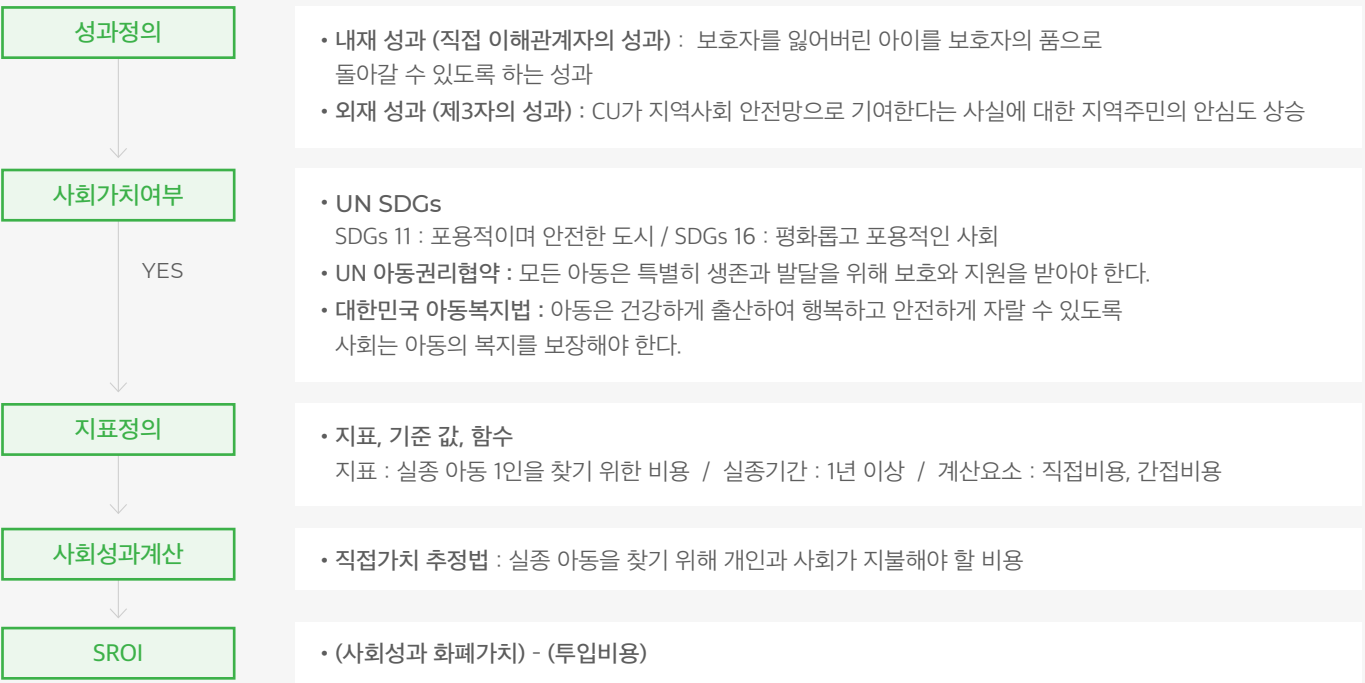 성과정의
• 내재 성과 (직접 이해관계자의 성과) : 보호자를 잃어버린 아이를 보호자의 품으로
돌아갈 수 있도록 하는 성과
• 외재 성과 (제3자의 성과) : CU가 지역사회 안전망으로 기여한다는 사실에 대한 지역주민의 안심도 상승
사회가치여부
• UN SDGs
SDGs 11 : 포용적이며 안전한 도시 / SDGs 16 : 평화롭고 포용적인 사회
YES
• UN 아동권리협약 : 모든 아동은 특별히 생존과 발달을 위해 보호와 지원을 받아야 한다.
• 대한민국 아동복지법 : 아동은 건강하게 출산하여 행복하고 안전하게 자랄 수 있도록
사회는 아동의 복지를 보장해야 한다.
지표정의
• 지표, 기준 값, 함수
지표 : 실종 아동 1인을 찾기 위한 비용 / 실종기간 : 1년 이상 / 계산요소 : 직접비용, 간접비용
사회성과계산
• 직접가치 추정법 : 실종 아동을 찾기 위해 개인과 사회가 지불해야 할 비용
SROI
• (사회성과 화폐가치) - (투입비용)